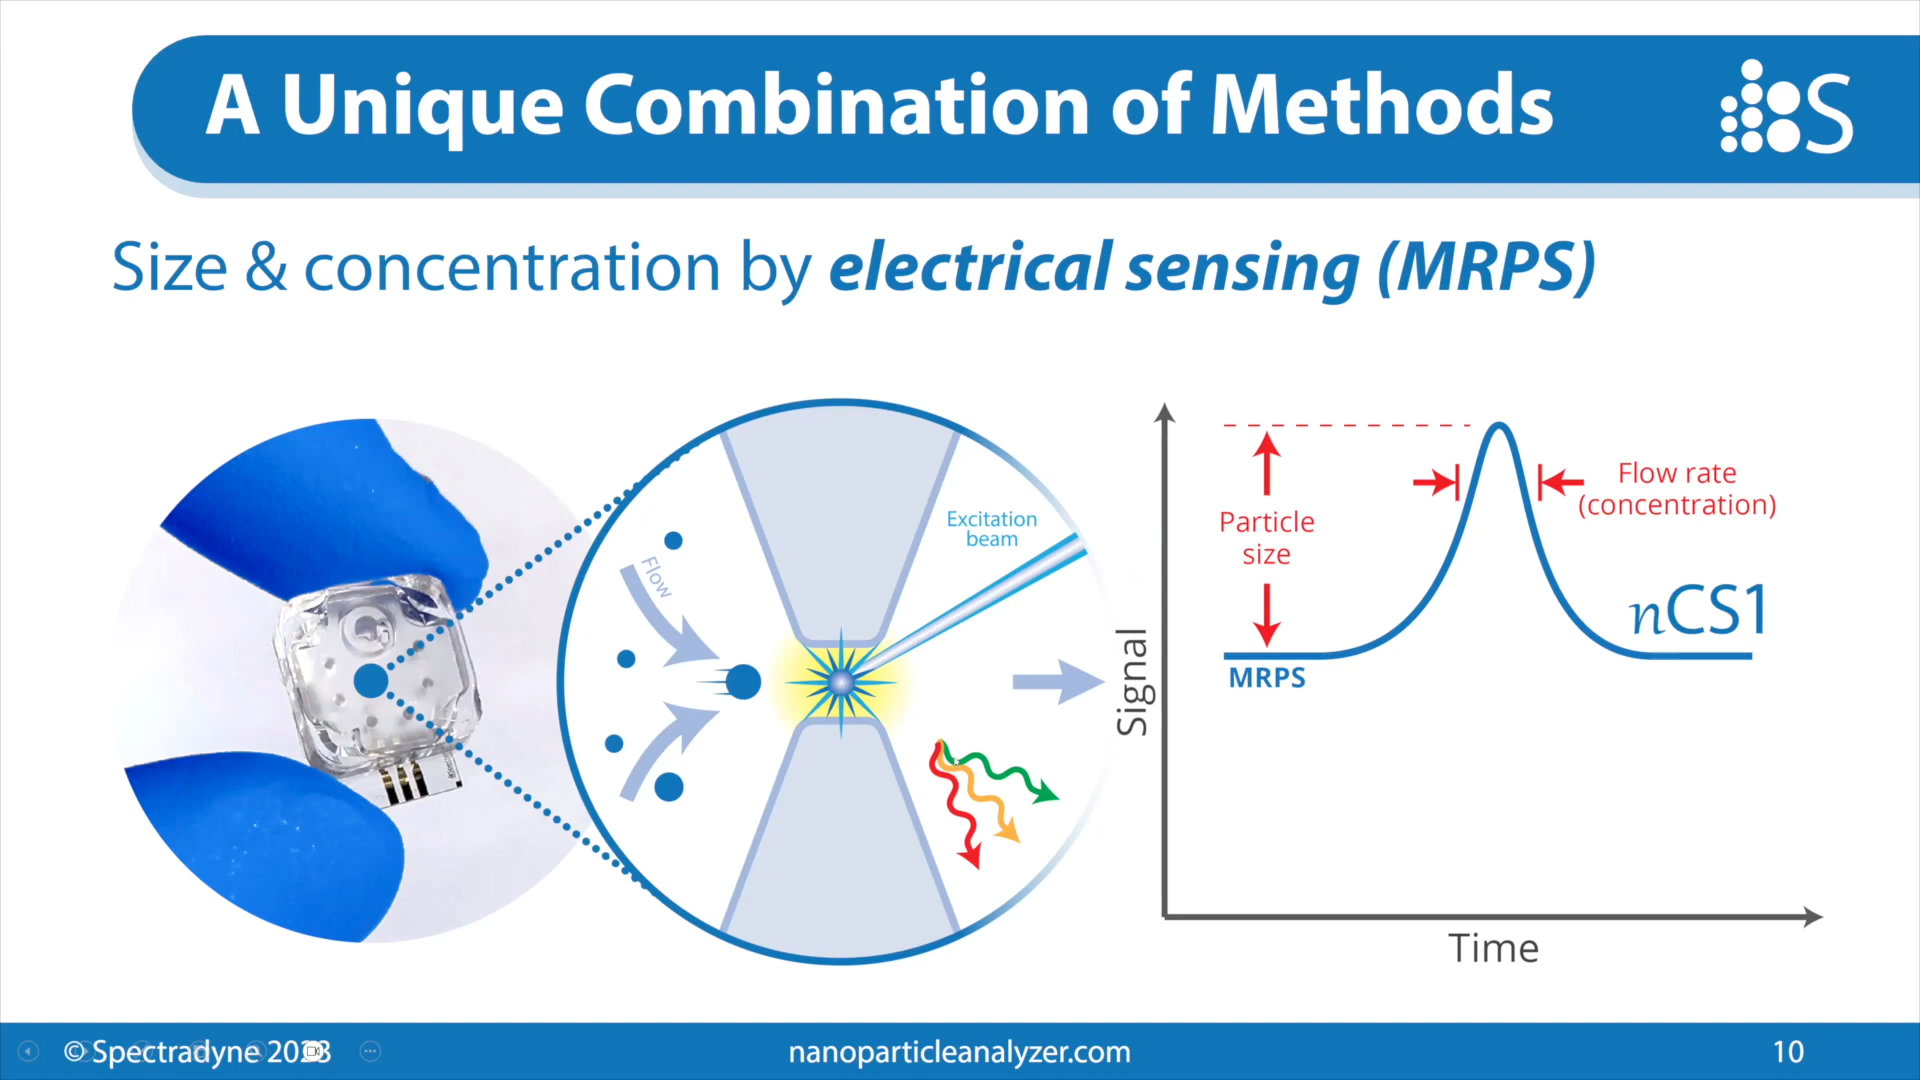 A Unique Combination of Methods
S
Size & concentration by electrical sensing (MRPS)
Flow
Excitation
beam
Signal
Particle
size
Flow rate
(concentration)
nCS1
MRPS
Time
© Spectradyne 2023
nanoparticleanalyzer.com
10